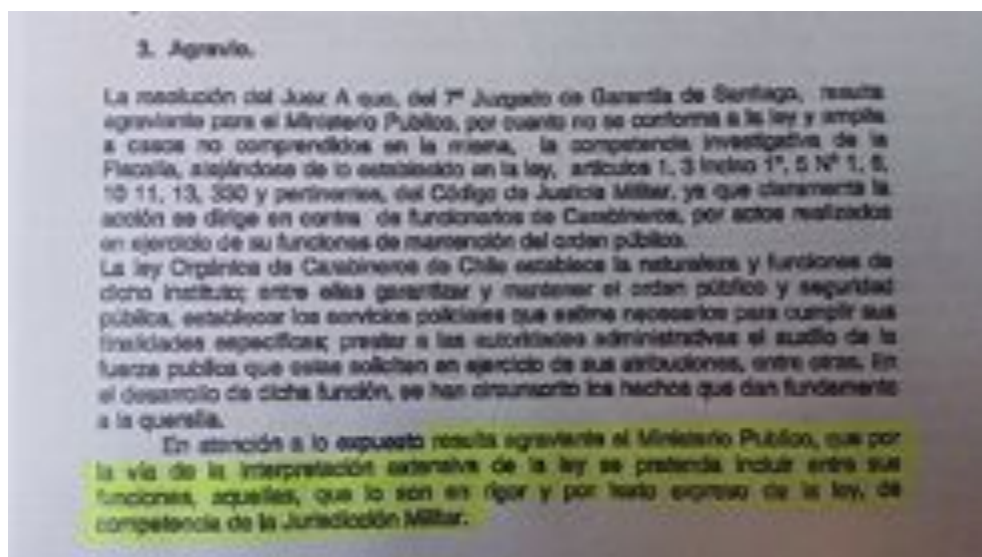 3. Agravio.
La resolución del Juez A quo, del 7º Juzgado de Garantía de Santiago, resulta
agraviante para el Ministerio Publico, por cuanto no se conforma a la ley y amplia
a casos no comprendidos en la misma, la competencia investigativa de la
Fiscalía, alejándose de lo establecido en la ley, artículos 1, 3 inciso 1º, 5 Nº 1, 6,
10 11, 13, 330 y pertinentes, del Código de Justicia Militar, ya que claramente la
acción se dirige en contra de funcionarios de Carabineros, por actos realizados
en ejercicio de su funciones de mantención del orden público.
La ley Orgánica de Carabineros de Chile establece la naturaleza y funciones de
dicho instituto; entre ellas garantizar y mantener el orden público y seguridad
pública, establecer los servicios policiales que estime necesarios para cumplir sus
finalidades específicas; prestar a las autoridades administrativas el auxilio de la
fuerza publica que estas soliciten en ejercicio de sus atribuciones, entre otras. En
el desarrollo de dicha función, se han circunscrito los hechos que dan fundamento
a la querella.
En atención a lo expuesto resulta agraviante al Ministerio Publico, que por
la vía de la interpretación extensiva de la ley se pretenda incluir entre sus
funciones, aquellas, que lo son en rigor y por texto expreso de la ley, de
competencia de la Jurisdicción Militar.